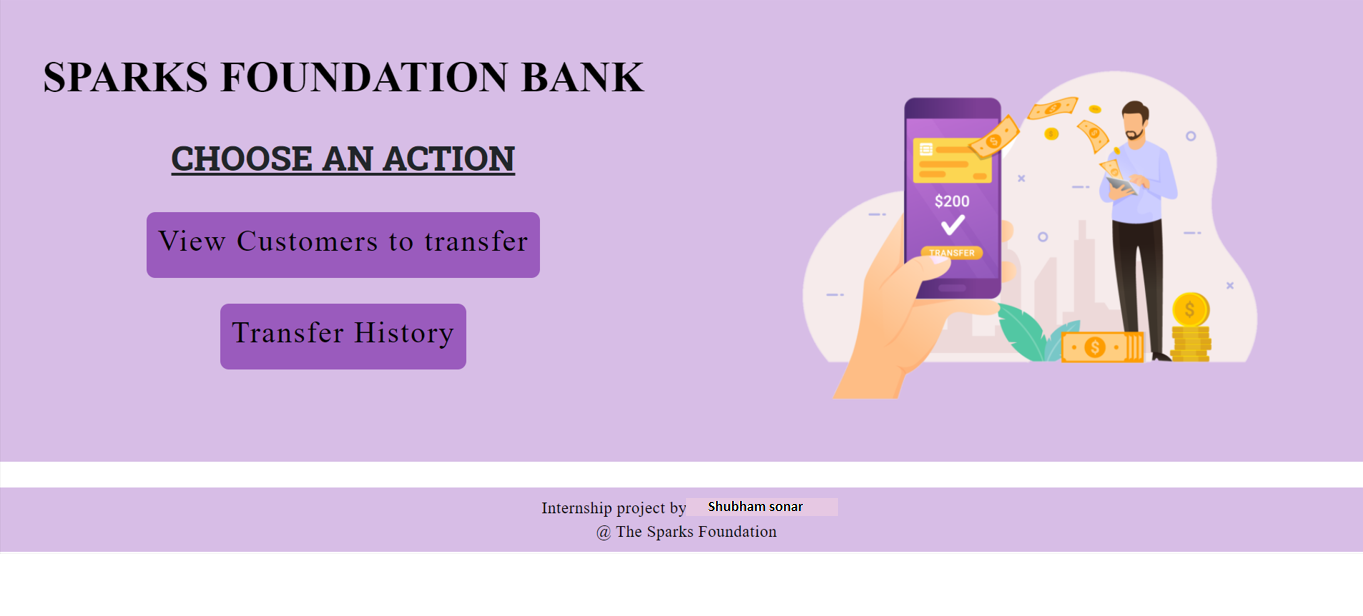 SPARKS FOUNDATION BANK
CHOOSE AN ACTION
View Customers to transfer
Transfer History
$200
TRANSFER
$
$
Internship project by Shubham sonar
@ The Sparks Foundation